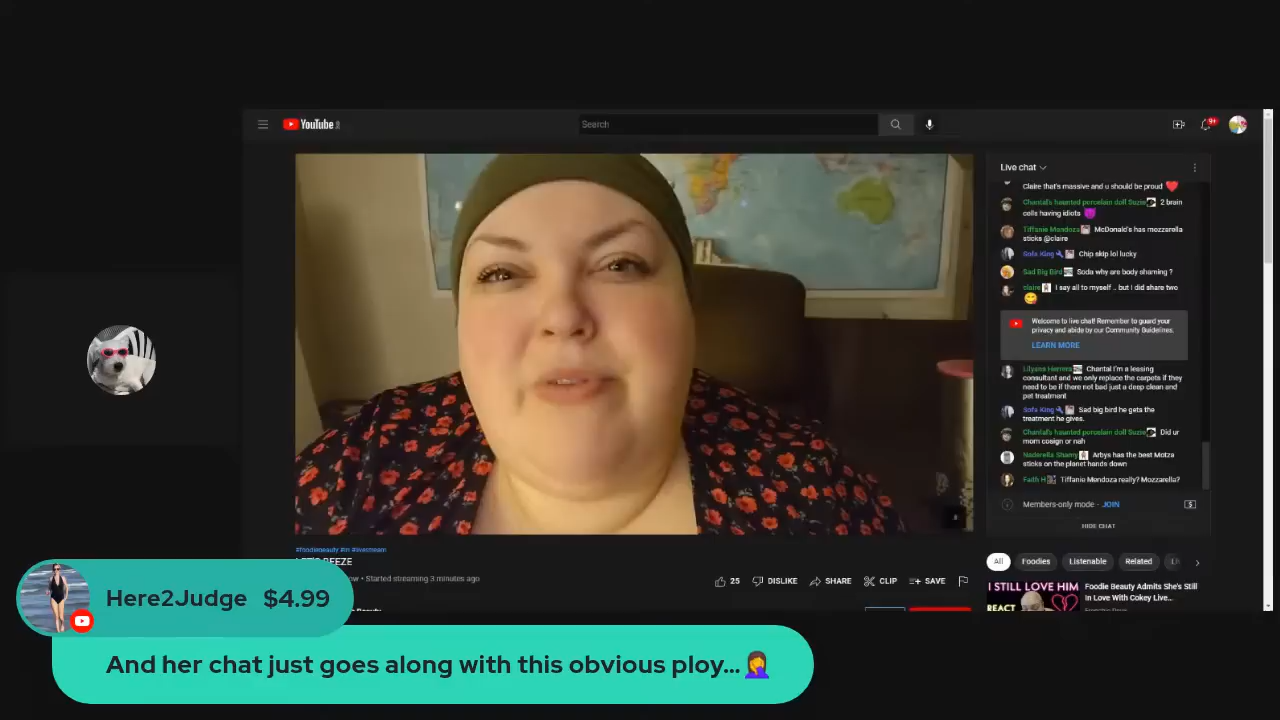 YouTube
Search
9+
Live chat
Claire that's massive and u should be proud ❤️
Chantal's haunted porcelain doll Suzie 2
brain
cells having idiots 😈
Tiffanie Mendoza McDonald's has mozzarella
sticks @claire
Sofa King Chip skip lol lucky
Sad Big Bird Soda why are body shaming ?
claire I say all to myself .. but I did share two
😋
Welcome to live chat! Remember to guard your
privacy and abide by our Community Guidelines.
LEARN MORE
Herrera Chantal I'm a leasing
consultant and we only replace the carpets if they
need to be if there not bad just a deep clean and
pet treatment
Sofa King Sad big bird he gets the
treatment he gives.
Chantal's haunted porcelain doll Suzie Did ur
mom cosign or nah
Naderella Shamy Arbys has the best Motza
sticks on the planet hands down
Faith H Tiffanie Mendoza really? Mozzarella?
Members-only mode - JOIN
HIDE CHAT
#foodiebeauty #irl #livestream
• Started streaming 3 minutes ago
25 DISLIKE SHARE CLIP SAVE
All Foodies Listenable Related
I STILL LOVE HIM
REACT
Foodie Beauty Admits She's Still
In Love With Cokey Live...
Here2Judge $4.99
And her chat just goes along with this obvious ploy...🤦‍♀️